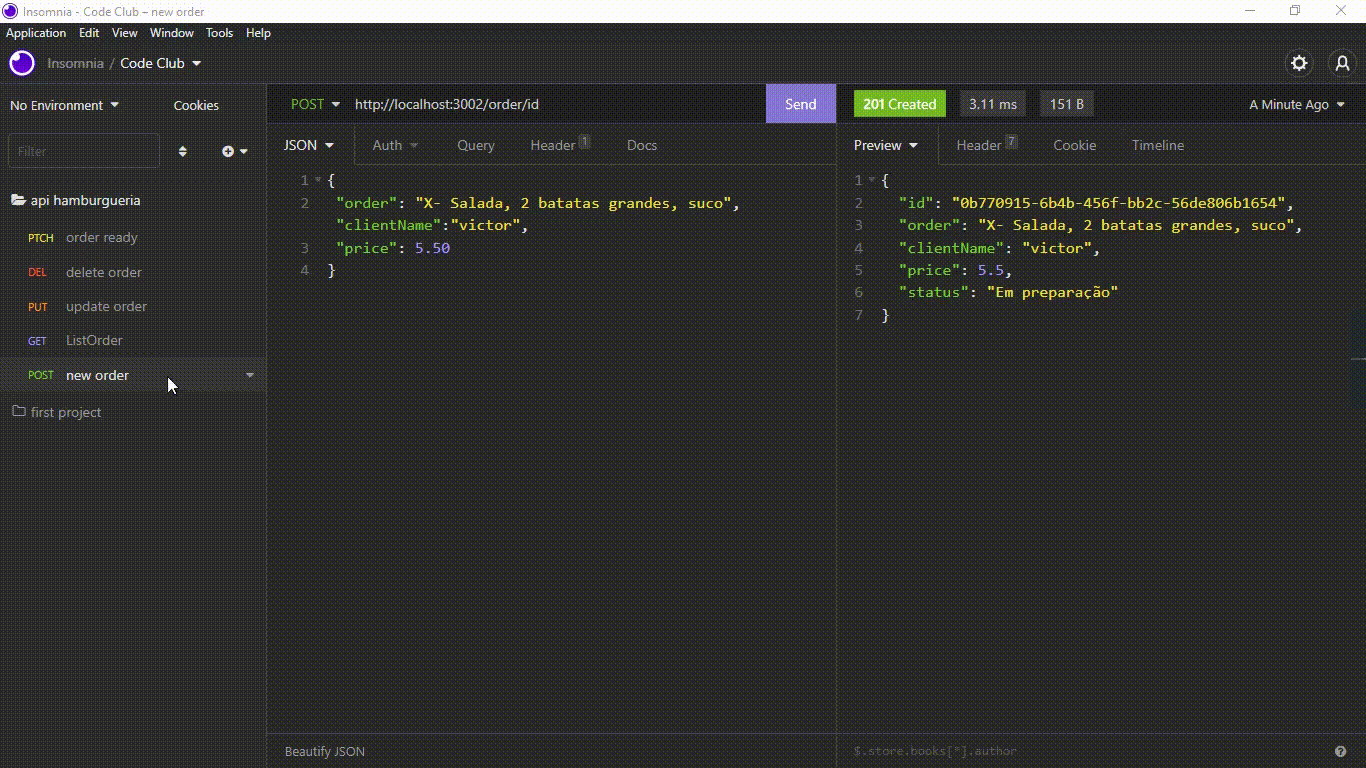 Insomnia - Code Club – new order
Application Edit View Window Tools Help
Insomnia / Code Club
No Environment Cookies
Filter
api hamburgueria
PTCH order ready
DEL delete order
PUT update order
GET ListOrder
POST new order
first project
POST http://localhost:3002/order/id Send
JSON Auth Query Header 1 Docs
1 {
2 "order": "X- Salada, 2 batatas grandes, suco",
"clientName":"victor",
3 "price": 5.50
4 }
Beautify JSON
201 Created 3.11 ms 151 B A Minute Ago
Preview Header 7 Cookie Timeline
1 {
2 "id": "0b770915-6b4b-456f-bb2c-56de806b1654",
3 "order": "X- Salada, 2 batatas grandes, suco",
4 "clientName": "victor",
5 "price": 5.5,
6 "status": "Em preparação"
7 }
$.store.books[*].author